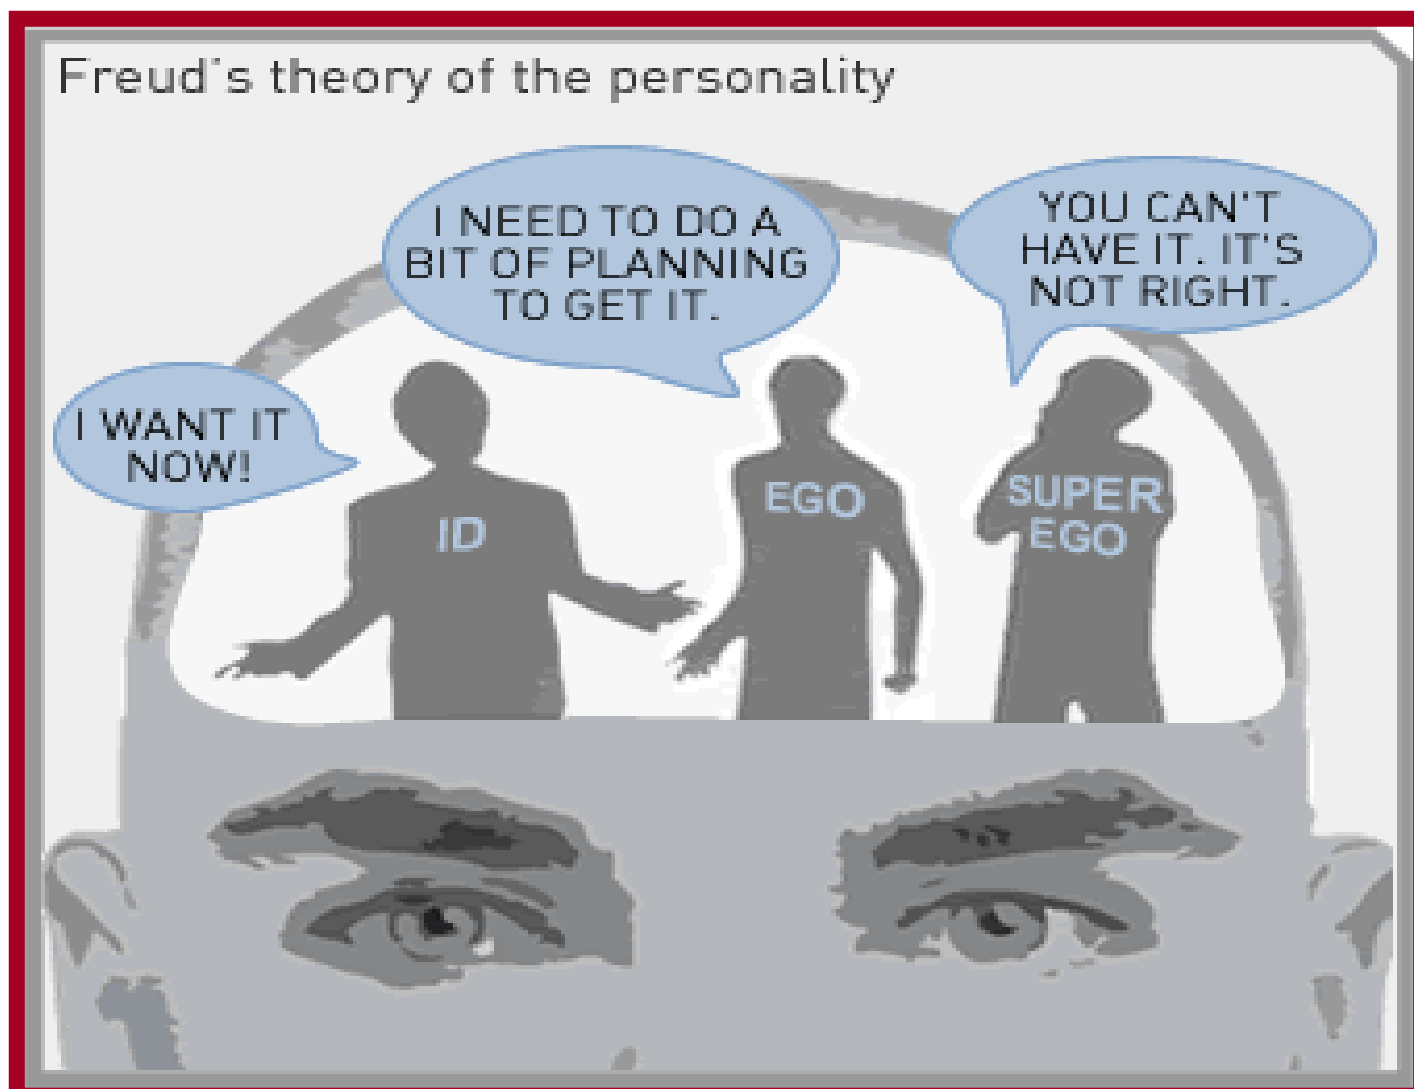 Freud's theory of the personality
I WANT IT
NOW!
I NEED TO DO A
BIT OF PLANNING
TO GET IT.
YOU CAN'T
HAVE IT. IT'S
NOT RIGHT.
ID
EGO
SUPER
EGO